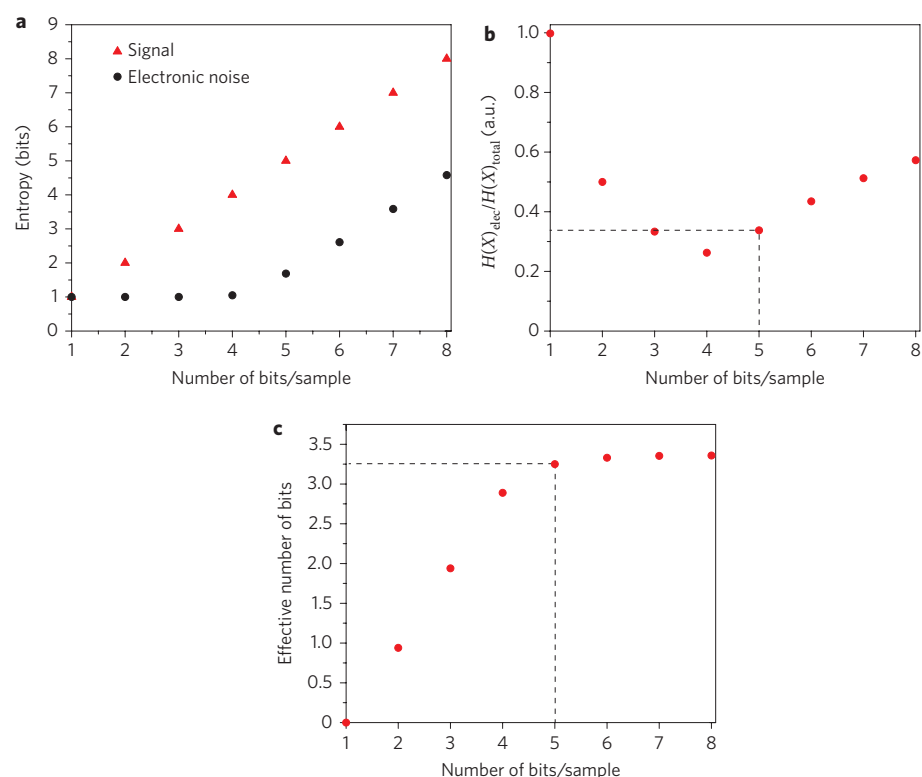 a
Signal
Electronic noise
Entropy (bits)
9
8
7
6
5
4
3
2
1
0
1 2 3 4 5 6 7 8
Number of bits/sample
b
H(X)elec/H(X)total (a.u.)
1.0
0.8
0.6
0.4
0.2
0.0
1 2 3 4 5 6 7 8
Number of bits/sample
c
Effective number of bits
3.5
3.0
2.5
2.0
1.75
1.0
0.5
0
1 2 3 4 5 6 7 8
Number of bits/sample